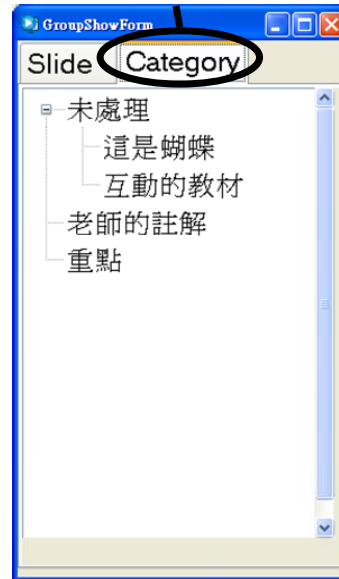 GroupShowForm
Slide Category
未處理
這是蝴蝶
互動的教材
老師的註解
重點